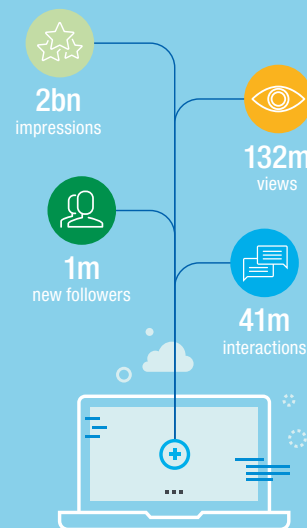 2bn
impressions
132m
views
1m
new followers
41m
interactions